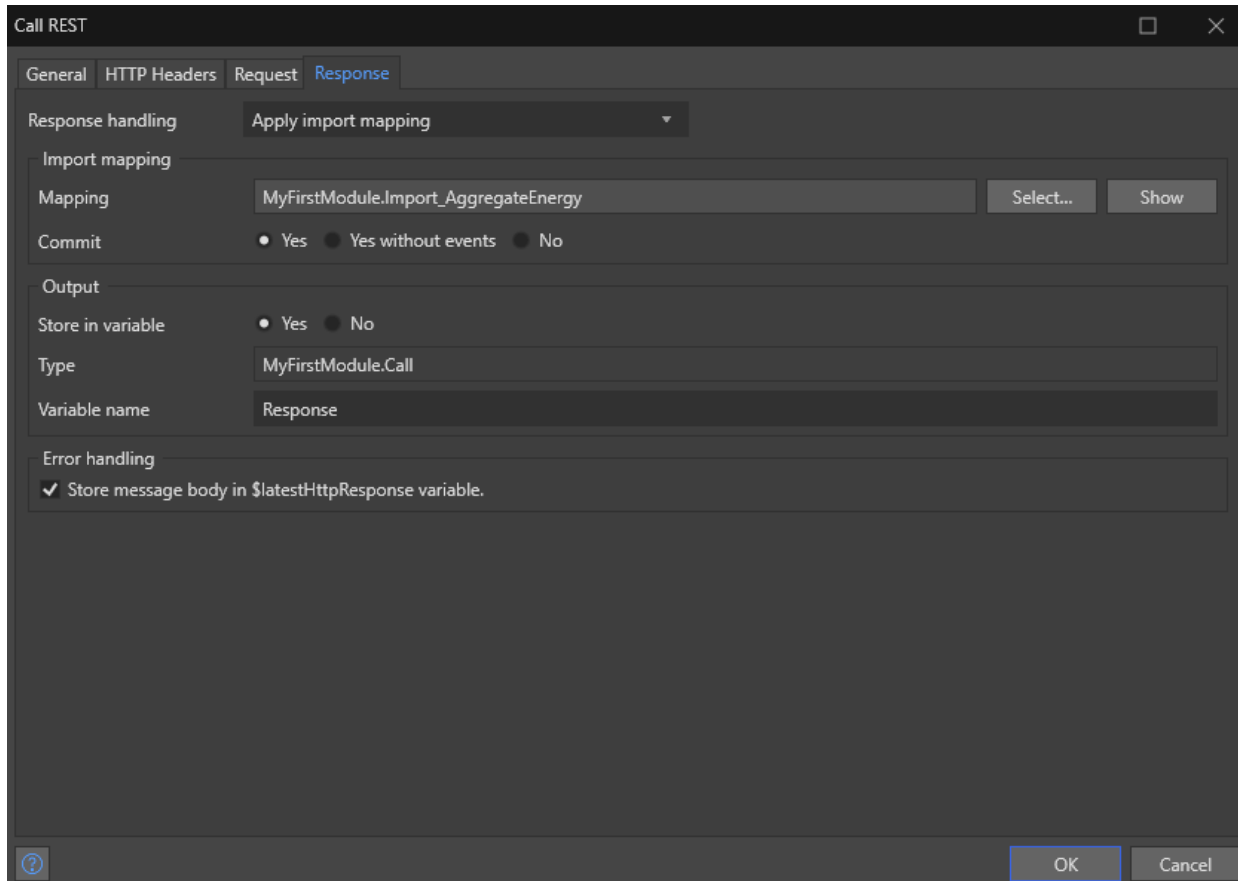 Call REST
General HTTP Headers Request Response
Response handling Apply import mapping
Import mapping
Mapping MyFirstModule.Import_AggregateEnergy Select... Show
Commit Yes Yes without events No
Output
Store in variable Yes No
Type MyFirstModule.Call
Variable name Response
Error handling
Store message body in $latestHttpResponse variable.
? OK Cancel